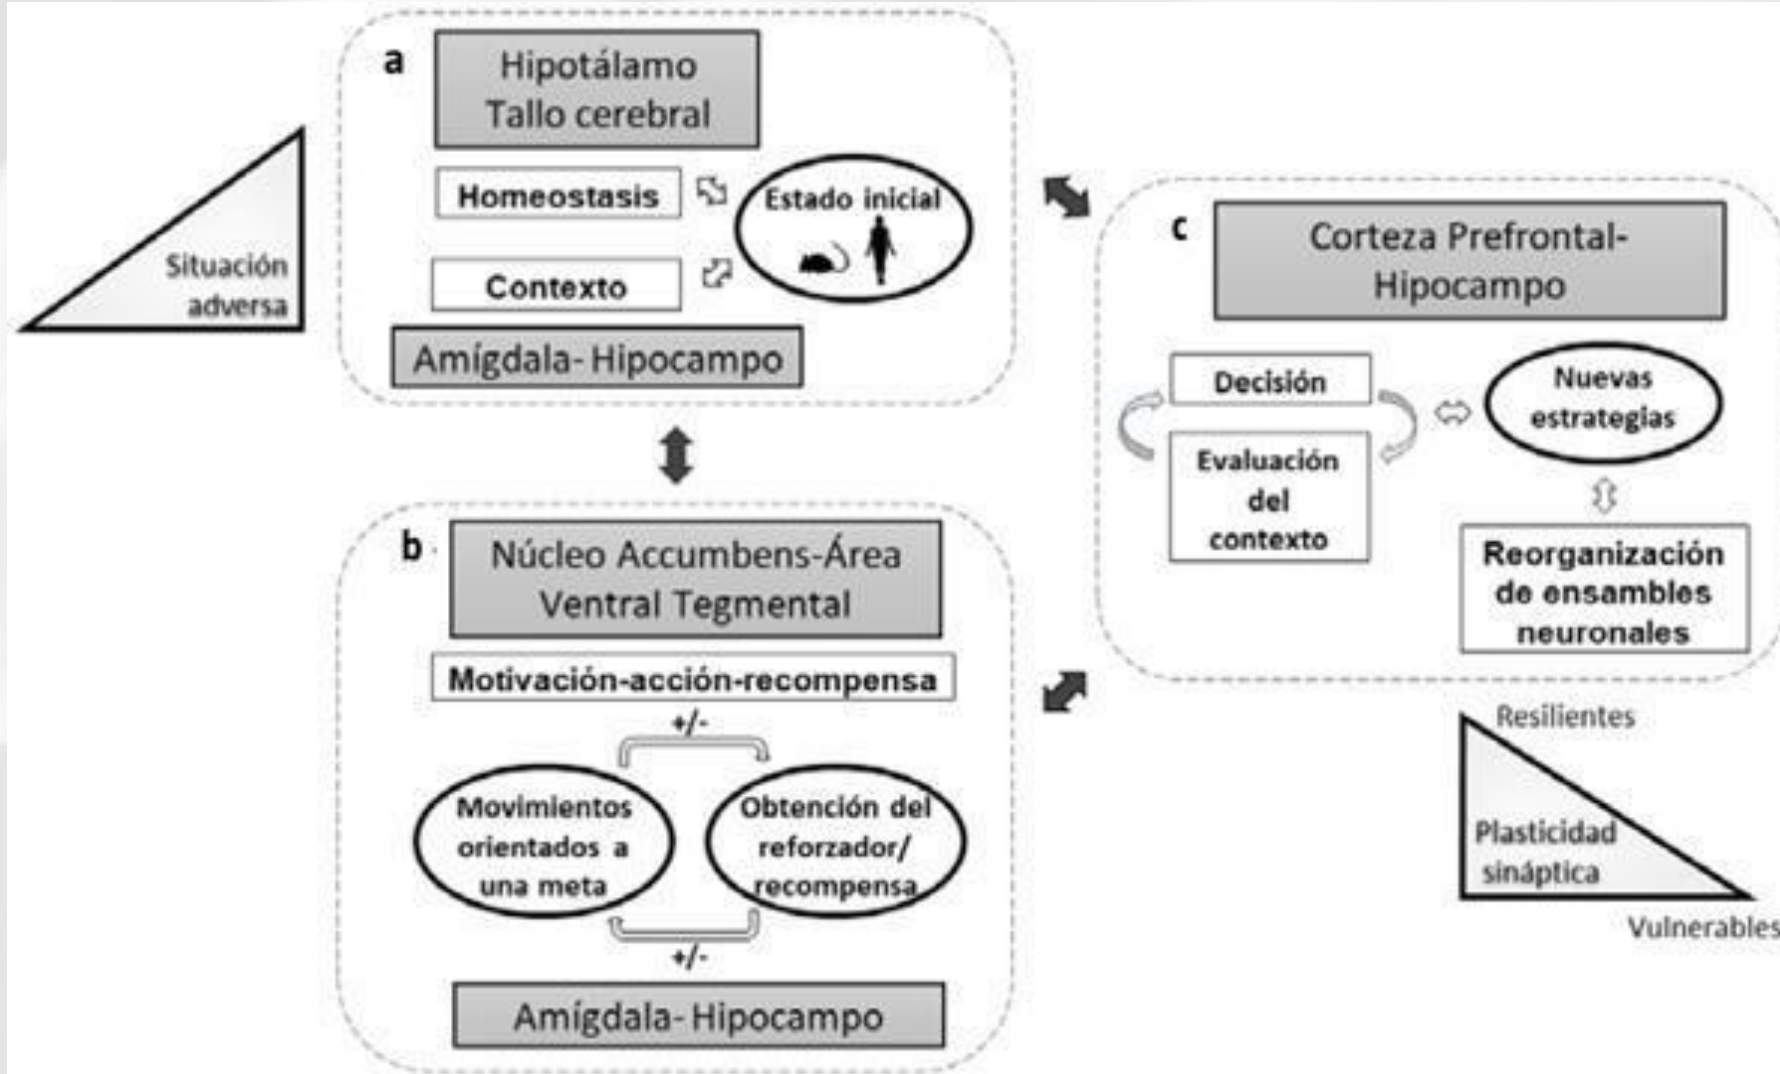 a
Hipotálamo
Tallo cerebral
Homeostasis
Estado inicial
Contexto
Amígdala- Hipocampo
Situación
adversa
b
Núcleo Accumbens-Área
Ventral Tegmental
Motivación-acción-recompensa
+/-
Movimientos
orientados a
una meta
Obtención del
reforzador/
recompensa
+/-
Amígdala- Hipocampo
c
Corteza Prefrontal-
Hipocampo
Decisión
Evaluación
del
contexto
Nuevas
estrategias
Reorganización
de ensambles
neuronales
Resilientes
Plasticidad
sináptica
Vulnerables